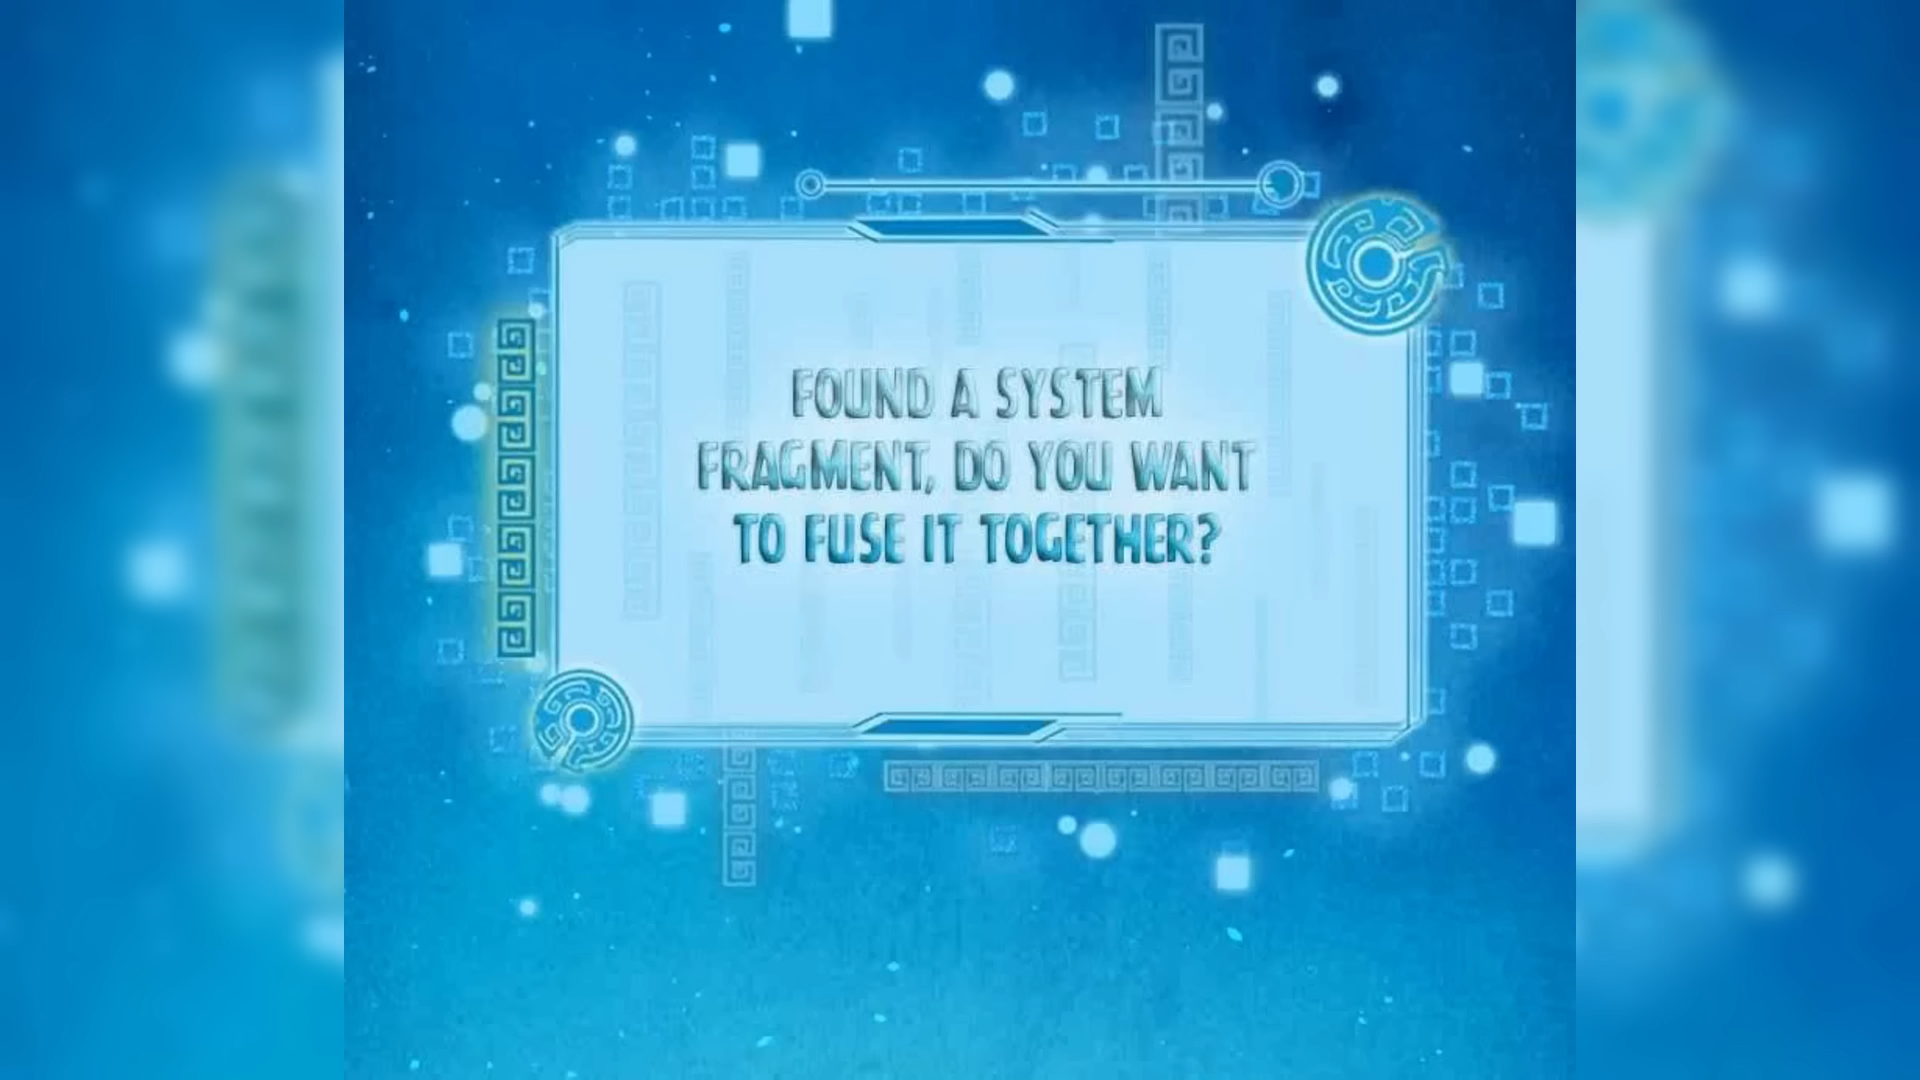 FOUND A SYSTEM
FRAGMENT, DO YOU WANT
TO FUSE IT TOGETHER?